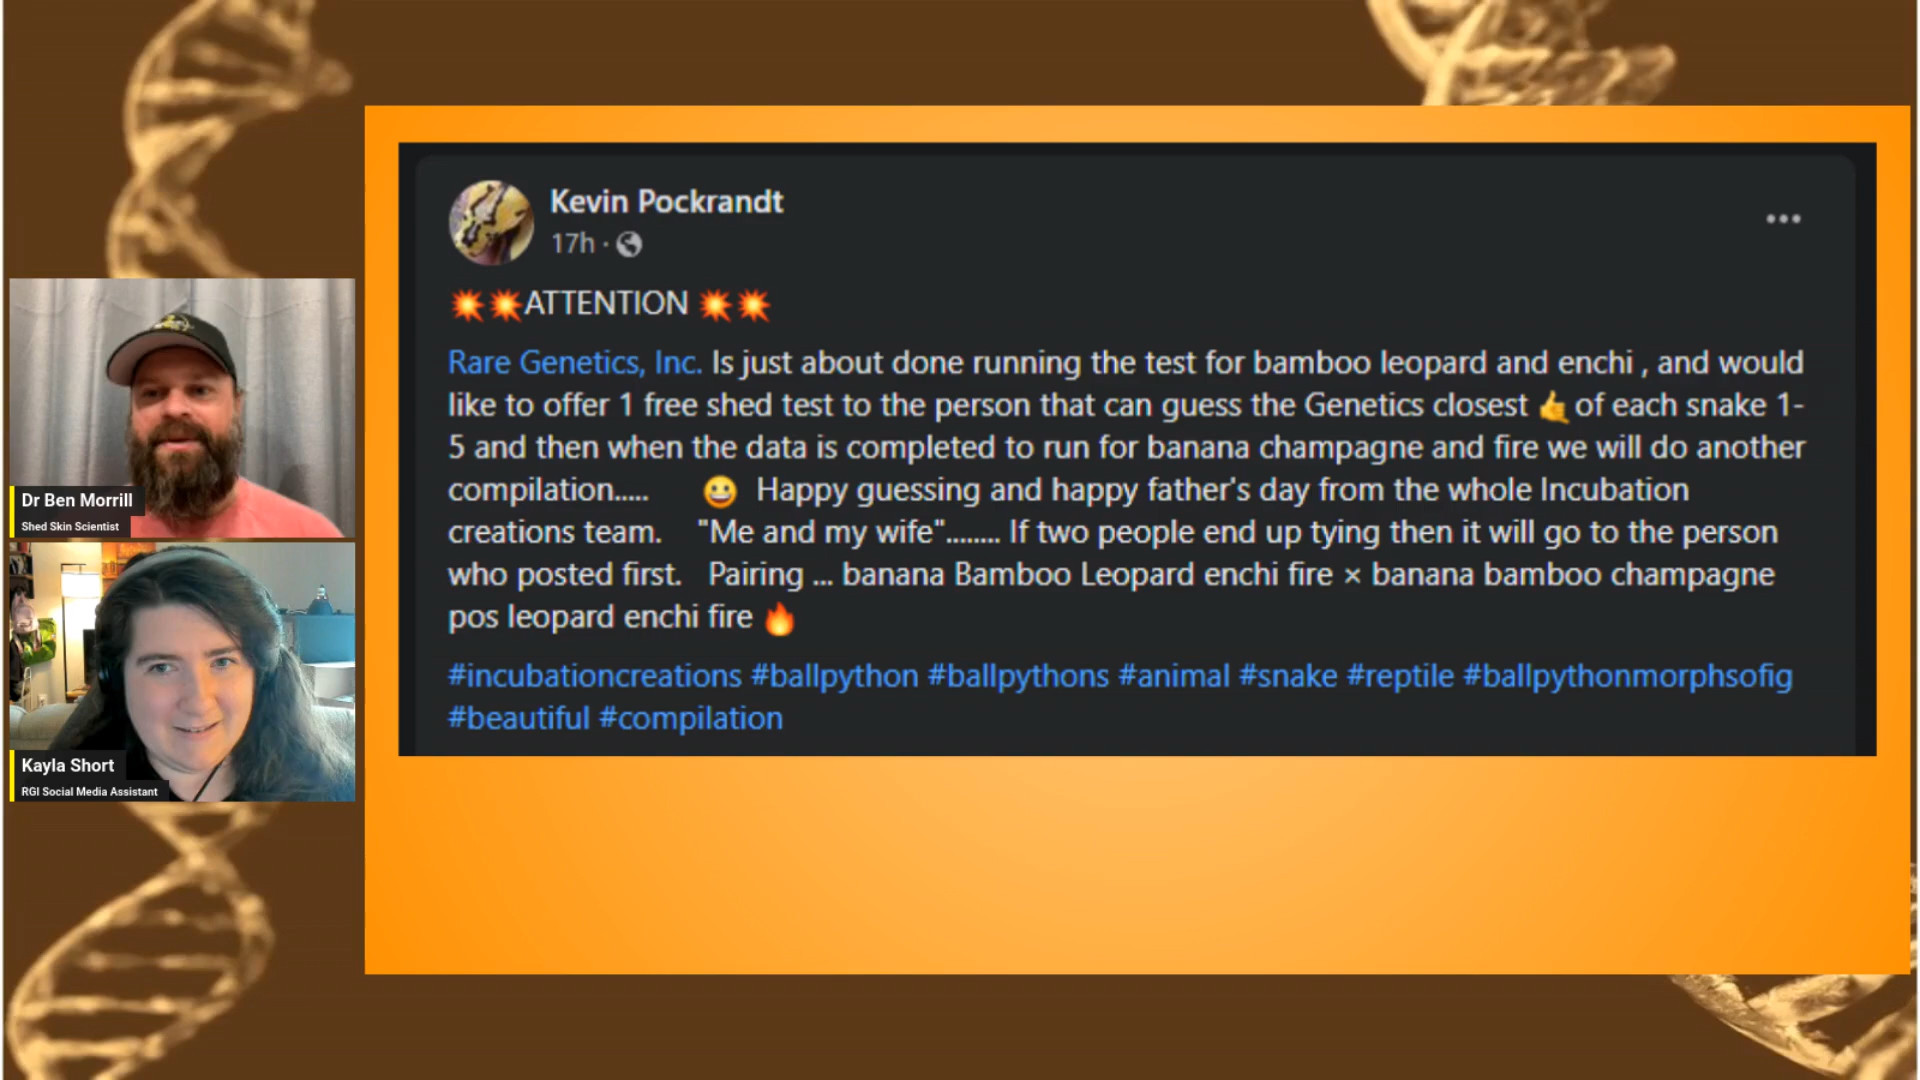 Kevin Pockrandt
17h ·
💥💥ATTENTION 💥💥
Rare Genetics, Inc. Is just about done running the test for bamboo leopard and enchi , and would
like to offer 1 free shed test to the person that can guess the Genetics closest 🤙 of each snake 1-
5 and then when the data is completed to run for banana champagne and fire we will do another
compilation..... 😀 Happy guessing and happy father's day from the whole Incubation
creations team. "Me and my wife"........ If two people end up tying then it will go to the person
who posted first. Pairing ... banana Bamboo Leopard enchi fire × banana bamboo champagne
pos leopard enchi fire 🔥
#incubationcreations #ballpython #ballpythons #animal #snake #reptile #ballpythonmorphsofig
#beautiful #compilation
Dr Ben Morrill
Shed Skin Scientist
Kayla Short
RGI Social Media Assistant